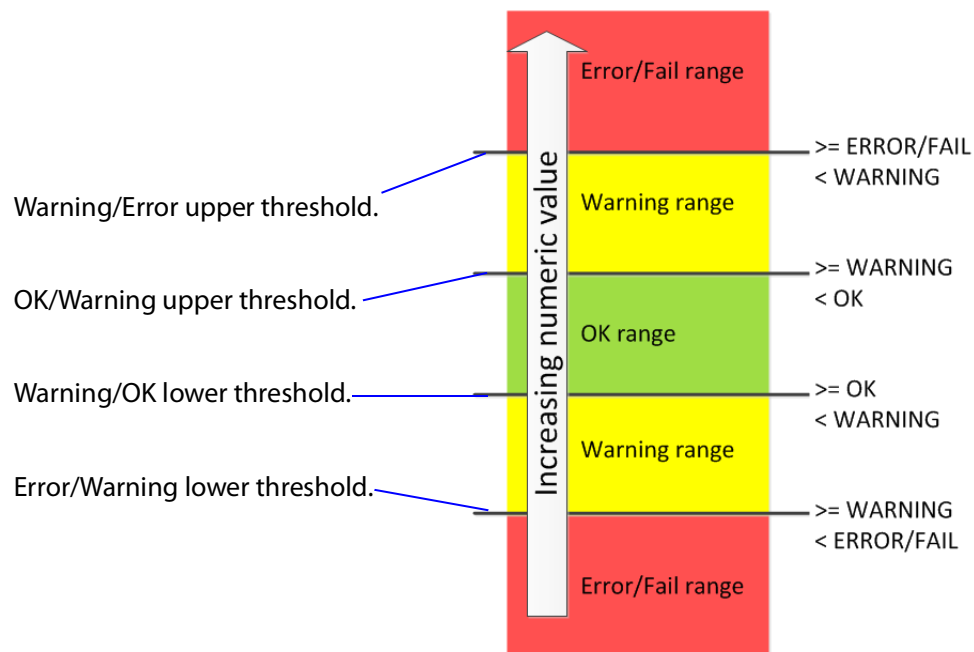 Error/Fail range
>= ERROR/FAIL
< WARNING
Warning/Error upper threshold.
Warning range
>= WARNING
< OK
OK/Warning upper threshold.
OK range
Increasing numeric value
Warning/OK lower threshold.
>= OK
< WARNING
Warning range
Error/Warning lower threshold.
>= WARNING
< ERROR/FAIL
Error/Fail range